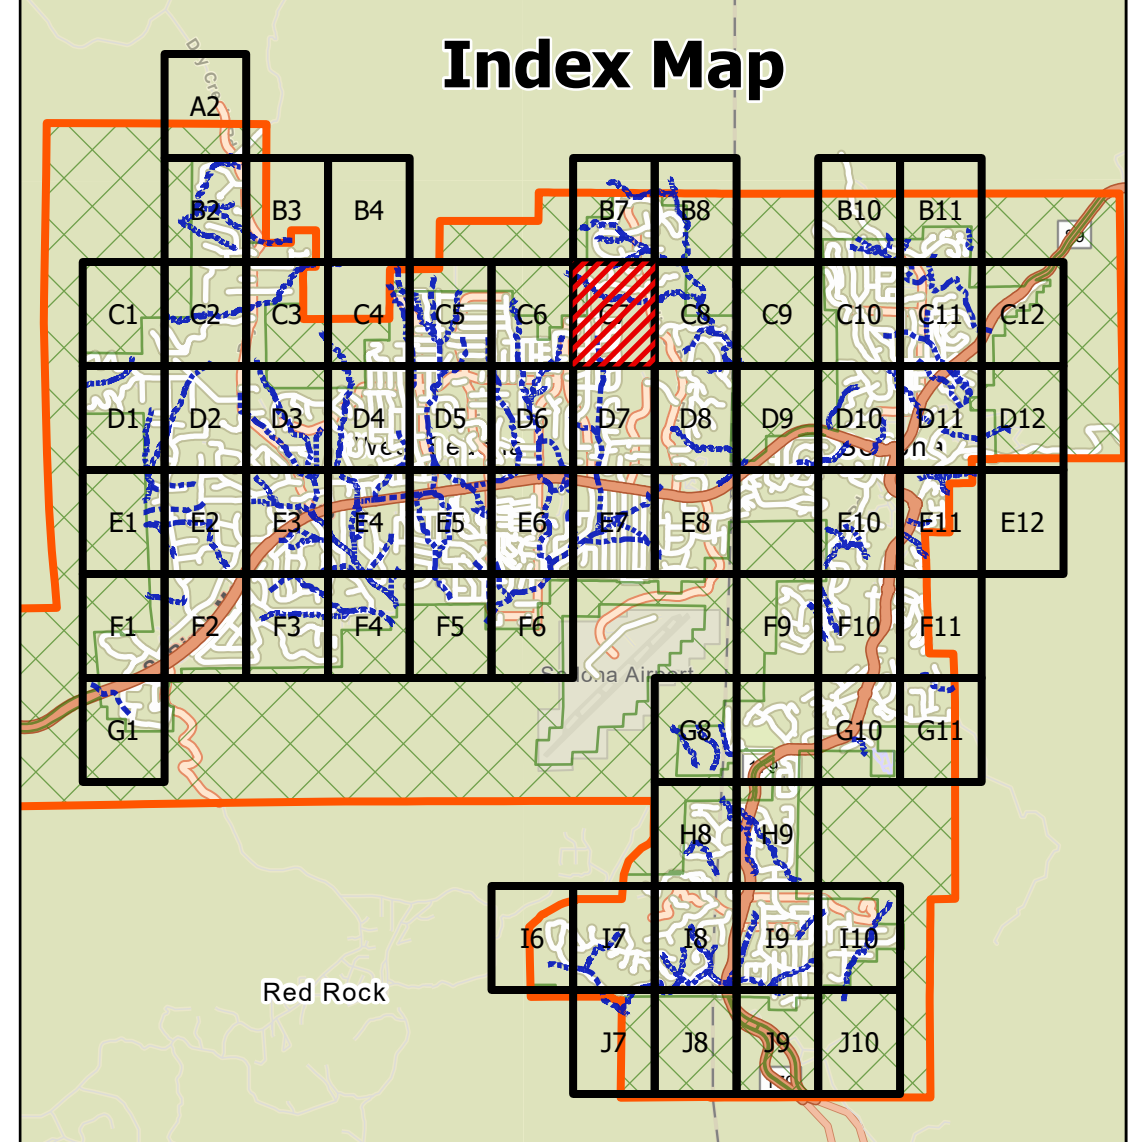 Index Map
A2
B2 B3 B4 B7 B8 B10 B11
89
C1 C2 C3 C4 C5 C6 C7 C8 C9 C10 C11 C12
D1 D2 D3 D4 D5 D6 D7 D8 D9 D10 D11 D12
E1 E2 E3 E4 E5 E6 E7 E8 E10 E11 E12
F1 F2 F3 F4 F5 F6 F9 F10 F11
Sedona Airport
G1 G8 G10 G11
H8 H9
I6 I7 I8 I9 I10
Red Rock
J7 J8 J9 J10